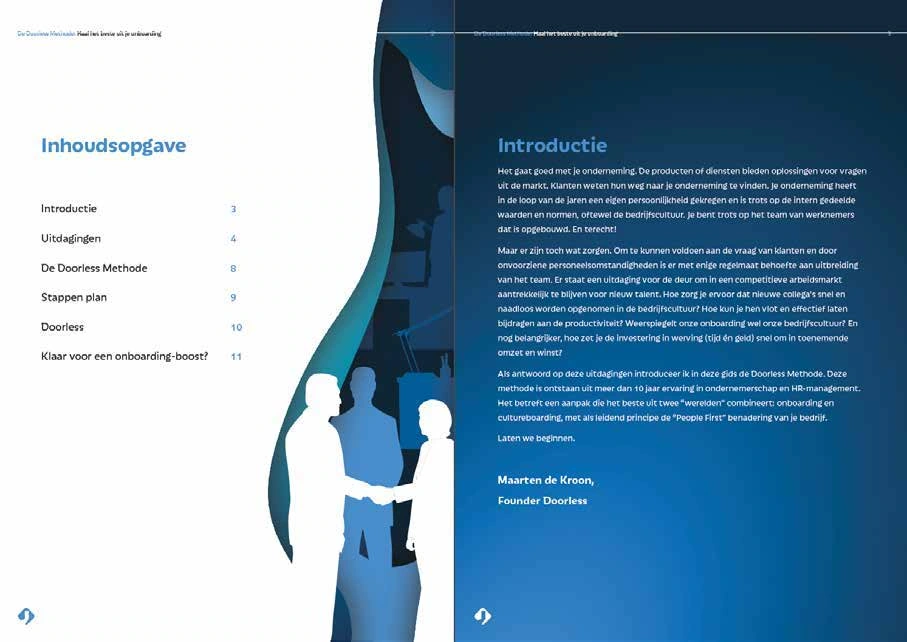 De Doorless Methode: Haal het beste uit je onboarding
2
Inhoudsopgave
Introductie 3
Uitdagingen 4
De Doorless Methode 8
Stappen plan 9
Doorless 10
Klaar voor een onboarding-boost? 11
De Doorless Methode: Haal het beste uit je onboarding
3
Introductie
Het gaat goed met je onderneming. De producten of diensten bieden oplossingen voor vragen
uit de markt. Klanten weten hun weg naar je onderneming te vinden. Je onderneming heeft
in de loop van de jaren een eigen persoonlijkheid gekregen en is trots op de intern gedeelde
waarden en normen, oftewel de bedrijfscultuur. Je bent trots op het team van werknemers
dat is opgebouwd. En terecht!
Maar er zijn toch wat zorgen. Om te kunnen voldoen aan de vraag van klanten en door
onvoorziene personeelsomstandigheden is er met enige regelmaat behoefte aan uitbreiding
van het team. Er staat een uitdaging voor de deur om in een competitieve arbeidsmarkt
aantrekkelijk te blijven voor nieuw talent. Hoe zorg je ervoor dat nieuwe collega's snel en
naadloos worden opgenomen in de bedrijfscultuur? Hoe kun je hen vlot en effectief laten
bijdragen aan de productiviteit? Weerspiegelt onze onboarding wel onze bedrijfscultuur? En
nog belangrijker, hoe zet je de investering in werving (tijd én geld) snel om in toenemende
omzet en winst?
Als antwoord op deze uitdagingen introduceer ik in deze gids de Doorless Methode. Deze
methode is ontstaan uit meer dan 10 jaar ervaring in ondernemerschap en HR-management.
Het betreft een aanpak die het beste uit twee "werelden" combineert: onboarding en
cultureboarding, met als leidend principe de "People First" benadering van je bedrijf.
Laten we beginnen.
Maarten de Kroon,
Founder Doorless